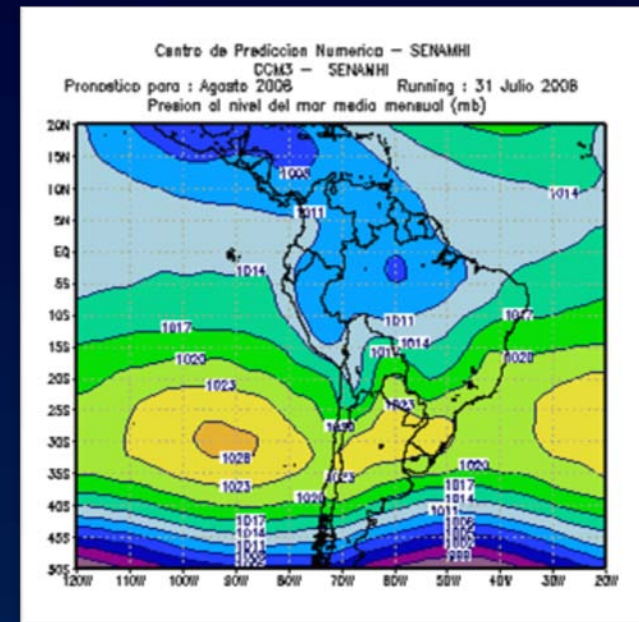 Centro de Prediccion Numerica – SENAMHI
CCM3 – SENAMHI
Pronostico para : Agosto 2008 Running : 31 Julio 2008
Presion al nivel del mar media mensual (mb)
20N
15N
1008
10N
1014
5N
1011
EQ
1014
5S
10S
1017
1011
1017
15S
1014
1020
1017
1020
20S
1023
1023
25S
1020
30S
1026
1023
1020
35S
1023
1020
1017
40S
1017
1014
1014
1011
45S
1011
1008
50S
120W 110W 100W 90W 80W 70W 60W 50W 40W 30W 20W